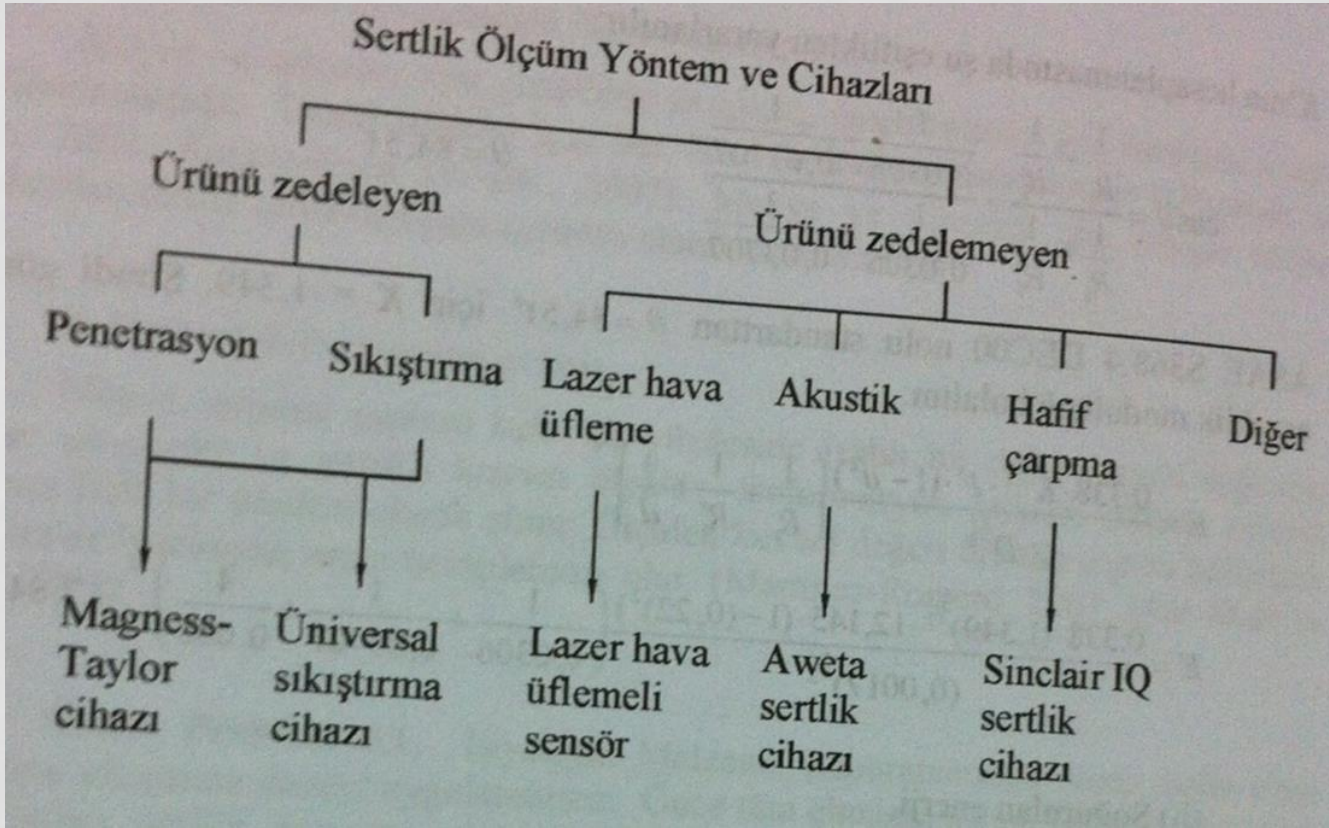 Sertlik Ölçüm Yöntem ve Cihazları
Ürünü zedeleyen
Ürünü zedelemeyen
Penetrasyon
Sıkıştırma
Lazer hava
üfleme
Akustik
Hafif
çarpma
Diğer
Magness-
Taylor
cihazı
Üniversal
sıkıştırma
cihazı
Lazer hava
üflemeli
sensör
Aweta
sertlik
cihazı
Sinclair IQ
sertlik
cihazı